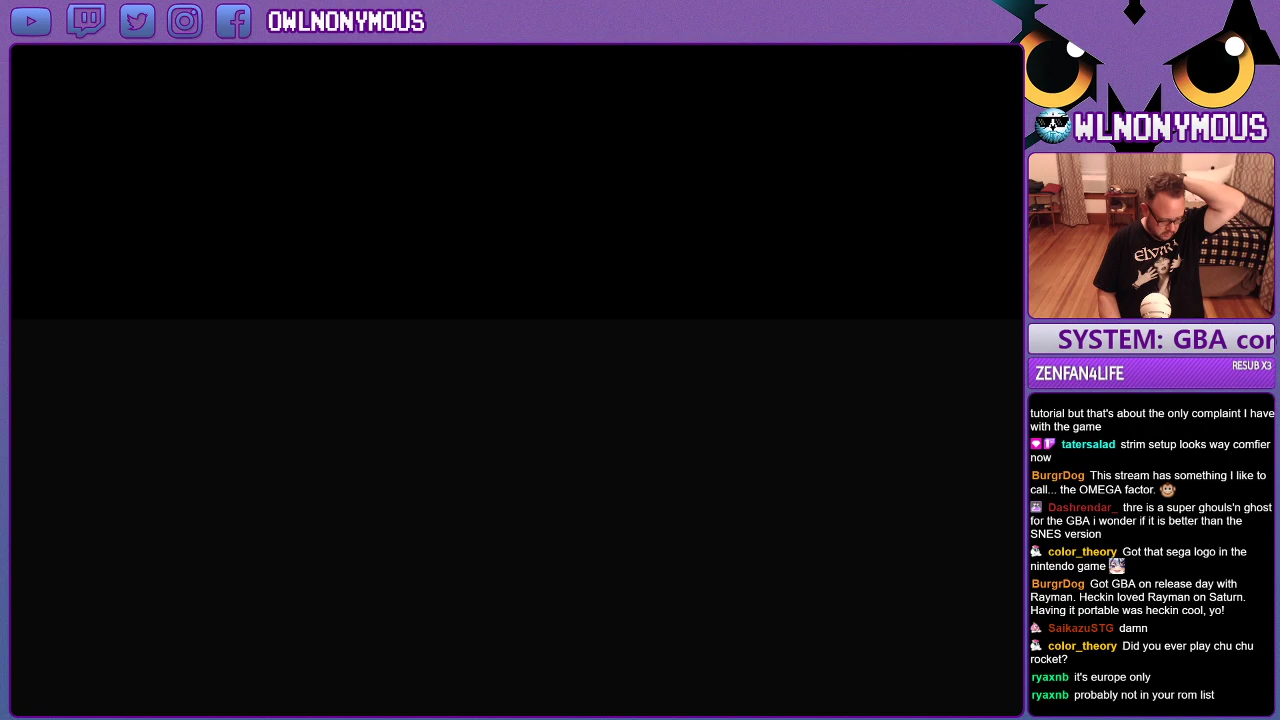 OWLNONYMOUS
WLNONYMOUS
ELVIRA
SYSTEM: GBA cor
ZENFAN4LIFE
RESUB X3
tutorial but that's about the only complaint I have
with the game
tatersalad strim setup looks way comfier
now
BurgrDog This stream has something I like to
call... the OMEGA factor.
Dashrendar_ thre is a super ghouls'n ghost
for the GBA i wonder if it is better than the
SNES version
color_theory Got that sega logo in the
nintendo game
BurgrDog Got GBA on release day with
Rayman. Heckin loved Rayman on Saturn.
Having it portable was heckin cool, yo!
SaikazuSTG damn
color_theory Did you ever play chu chu
rocket?
ryaxnb it's europe only
ryaxnb probably not in your rom list